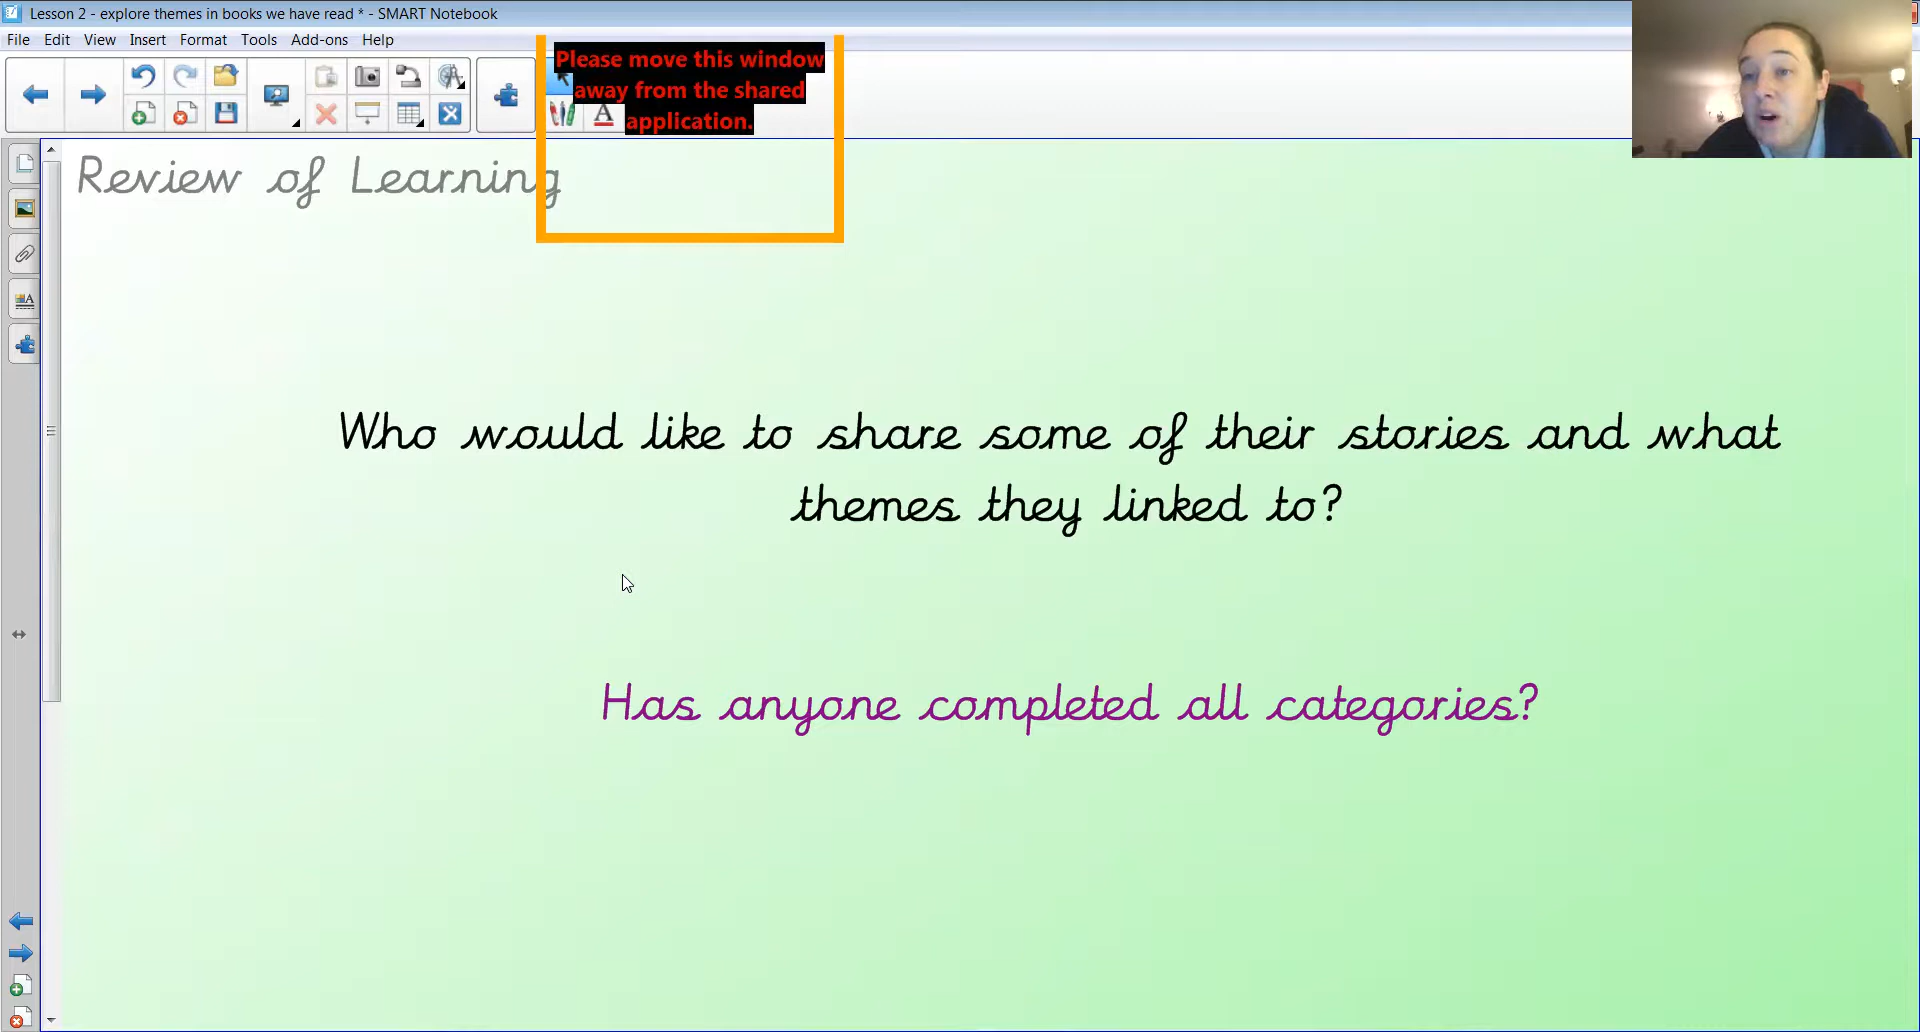 Lesson 2 - explore themes in books we have read * - SMART Notebook
File Edit View Insert Format Tools Add-ons Help
Please move this window
away from the shared
application.
Review of Learning
Who would like to share some of their stories and what
themes they linked to?
Has anyone completed all categories?